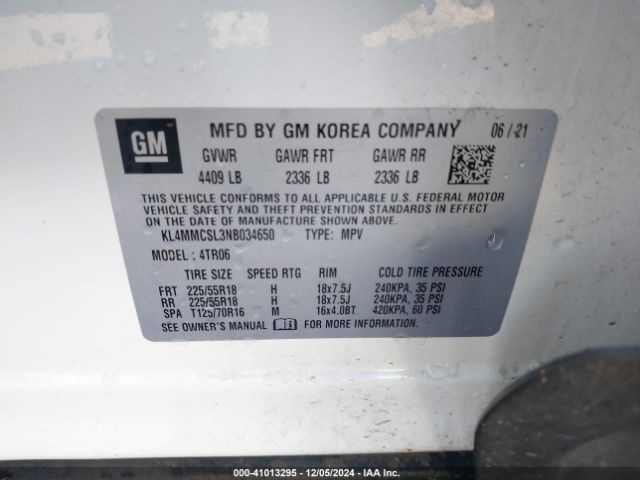 GM
MFD BY GM KOREA COMPANY 06/21
GVWR GAWR FRT GAWR RR
4409 LB 2336 LB 2336 LB
THIS VEHICLE CONFORMS TO ALL APPLICABLE U.S. FEDERAL MOTOR
VEHICLE SAFETY AND THEFT PREVENTION STANDARDS IN EFFECT
ON THE DATE OF MANUFACTURE SHOWN ABOVE.
KL4MMCSL3NB034650 TYPE: MPV
MODEL : 4TR06
TIRE SIZE SPEED RTG RIM COLD TIRE PRESSURE
FRT 225/55R18 H 18x7.5J 240KPA, 35 PSI
RR 225/55R18 H 18x7.5J 240KPA, 35 PSI
SPA T125/70R16 M 16x4.0BT 420KPA, 60 PSI
SEE OWNER'S MANUAL FOR MORE INFORMATION.
000-41013295 - 12/05/2024 - IAA Inc.